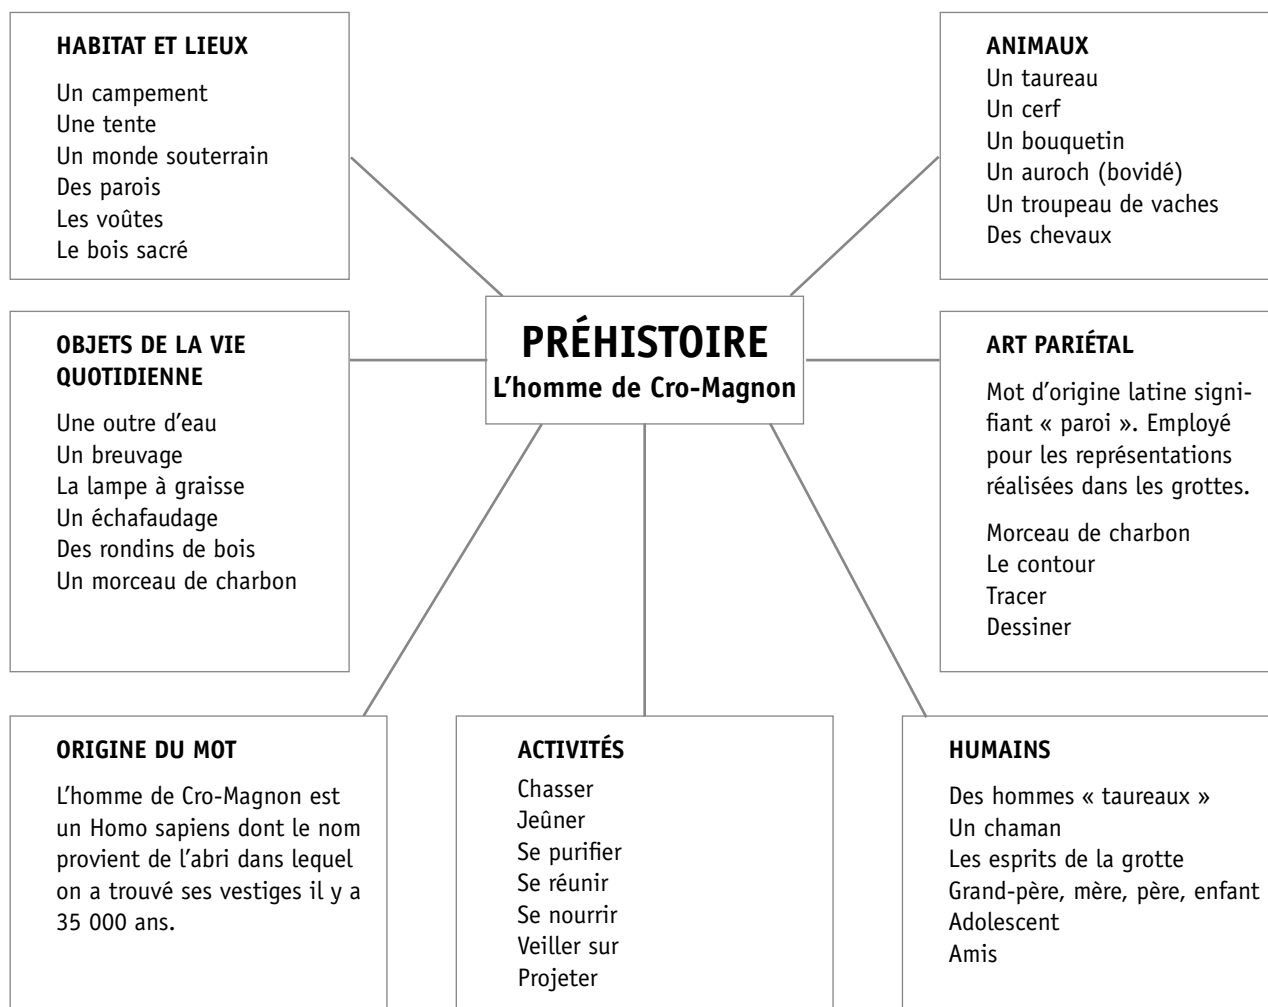 HABITAT ET LIEUX
Un campement
Une tente
Un monde souterrain
Des parois
Les voûtes
Le bois sacré
ANIMAUX
Un taureau
Un cerf
Un bouquetin
Un auroch (bovidé)
Un troupeau de vaches
Des chevaux
PRÉHISTOIRE
L’homme de Cro-Magnon
OBJETS DE LA VIE
QUOTIDIENNE
Une outre d’eau
Un breuvage
La lampe à graisse
Un échafaudage
Des rondins de bois
Un morceau de charbon
ART PARIÉTAL
Mot d’origine latine signi-
fiant « paroi ». Employé
pour les représentations
réalisées dans les grottes.
Morceau de charbon
Le contour
Tracer
Dessiner
ORIGINE DU MOT
L’homme de Cro-Magnon est
un Homo sapiens dont le nom
provient de l’abri dans lequel
on a trouvé ses vestiges il y a
35 000 ans.
ACTIVITÉS
Chasser
Jeûner
Se purifier
Se réunir
Se nourrir
Veiller sur
Projeter
HUMAINS
Des hommes « taureaux »
Un chaman
Les esprits de la grotte
Grand-père, mère, père, enfant
Adolescent
Amis